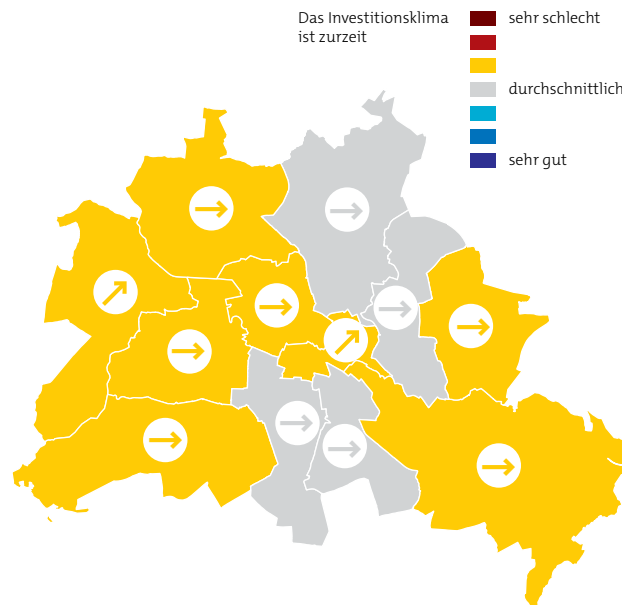 Das Investitionsklima
ist zurzeit
sehr schlecht
durchschnittlich
sehr gut